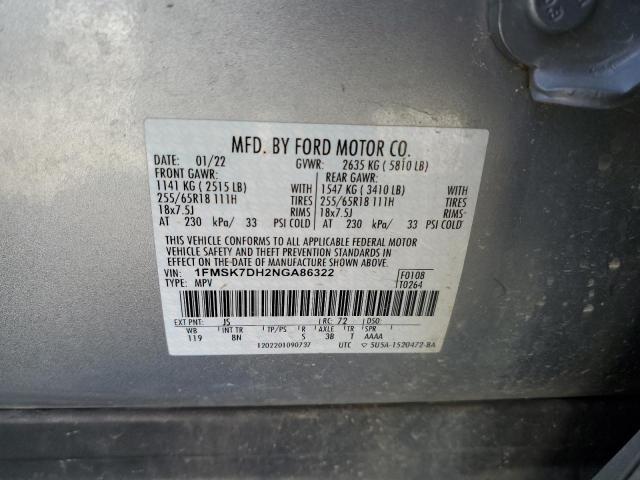 MFD. BY FORD MOTOR CO.
DATE: 01/22 GVWR: 2635 KG ( 5810 LB)
FRONT GAWR: REAR GAWR:
1141 KG ( 2515 LB) WITH 1547 KG ( 3410 LB) WITH
255/65R18 111H TIRES 255/65R18 111H TIRES
18x7.5J RIMS 18x7.5J RIMS
AT 230 kPa/ 33 PSI COLD AT 230 kPa/ 33 PSI COLD
THIS VEHICLE CONFORMS TO ALL APPLICABLE FEDERAL MOTOR
VEHICLE SAFETY AND THEFT PREVENTION STANDARDS IN
EFFECT ON THE DATE OF MANUFACTURE SHOWN ABOVE.
VIN: 1FMSK7DH2NGA86322 F0108
TYPE: MPV T0264
EXT PNT: JS RC: 72 DSO:
WB INT TR TP/PS R AXLE TR SPR
119 8N S 3B T AAAA
1202201090737 UTC 5U5A-1520472-BA